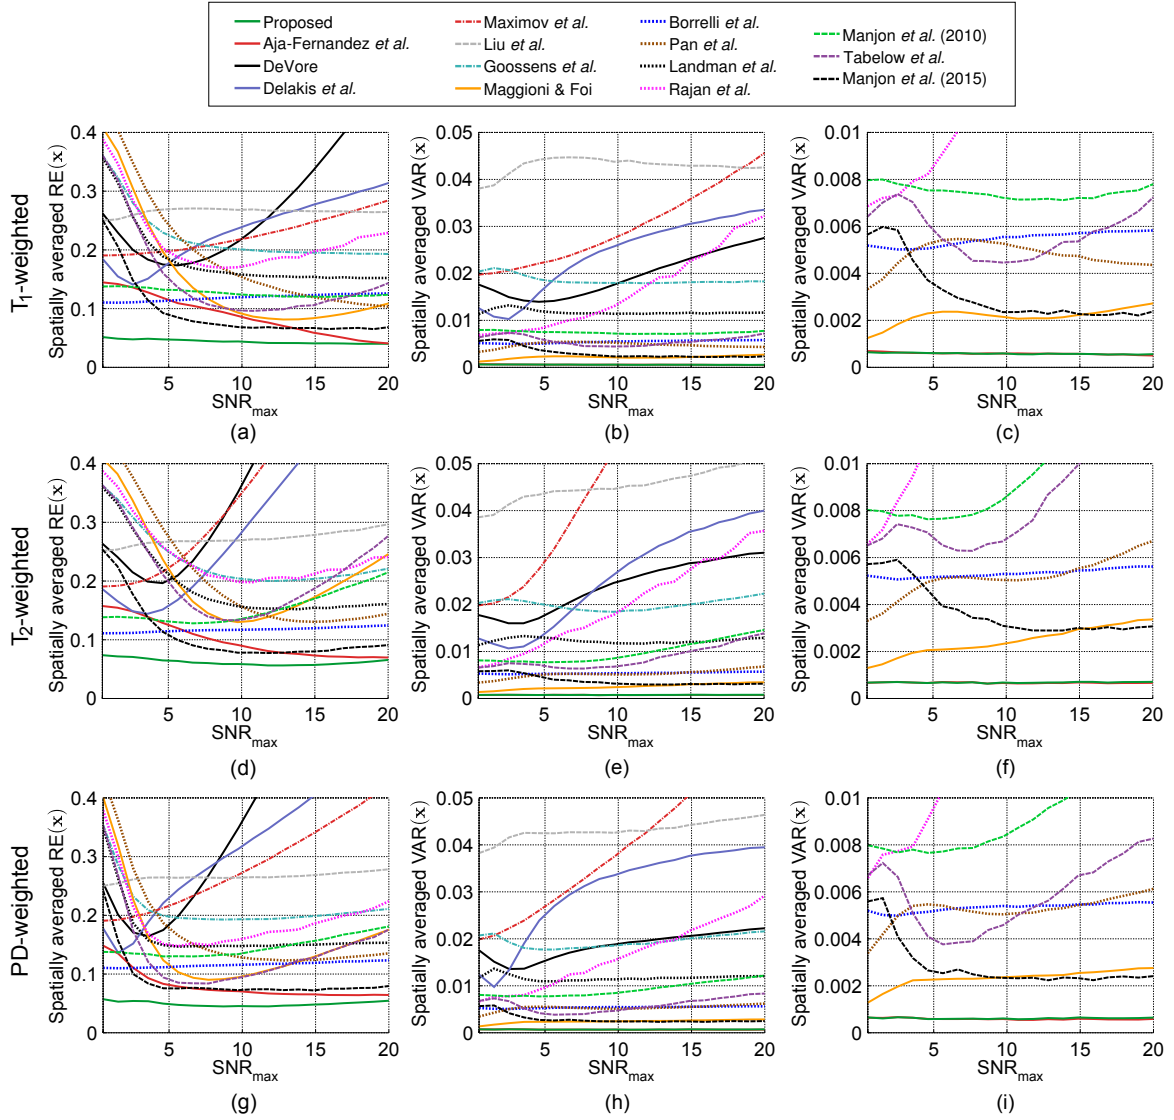 Proposed
Aja-Fernandez et al.
DeVore
Delakis et al.
Maximov et al.
Liu et al.
Goossens et al.
Maggioni & Foi
Borrelli et al.
Pan et al.
Landman et al.
Rajan et al.
Manjon et al. (2010)
Tabelow et al.
Manjon et al. (2015)
T1-weighted
Spatially averaged RE(x)
0.4
0.3
0.2
0.1
0
5
10
15
20
SNRmax
(a)
Spatially averaged VAR(x)
0.05
0.04
0.03
0.02
0.01
0
5
10
15
20
SNRmax
(b)
Spatially averaged VAR(x)
0.01
0.008
0.006
0.004
0.002
0
5
10
15
20
SNRmax
(c)
T2-weighted
Spatially averaged RE(x)
0.4
0.3
0.2
0.1
0
5
10
15
20
SNRmax
(d)
Spatially averaged VAR(x)
0.05
0.04
0.03
0.02
0.01
0
5
10
15
20
SNRmax
(e)
Spatially averaged VAR(x)
0.01
0.008
0.006
0.004
0.002
0
5
10
15
20
SNRmax
(f)
PD-weighted
Spatially averaged RE(x)
0.4
0.3
0.2
0.1
0
5
10
15
20
SNRmax
(g)
Spatially averaged VAR(x)
0.05
0.04
0.03
0.02
0.01
0
5
10
15
20
SNRmax
(h)
Spatially averaged VAR(x)
0.01
0.008
0.006
0.004
0.002
0
5
10
15
20
SNRmax
(i)